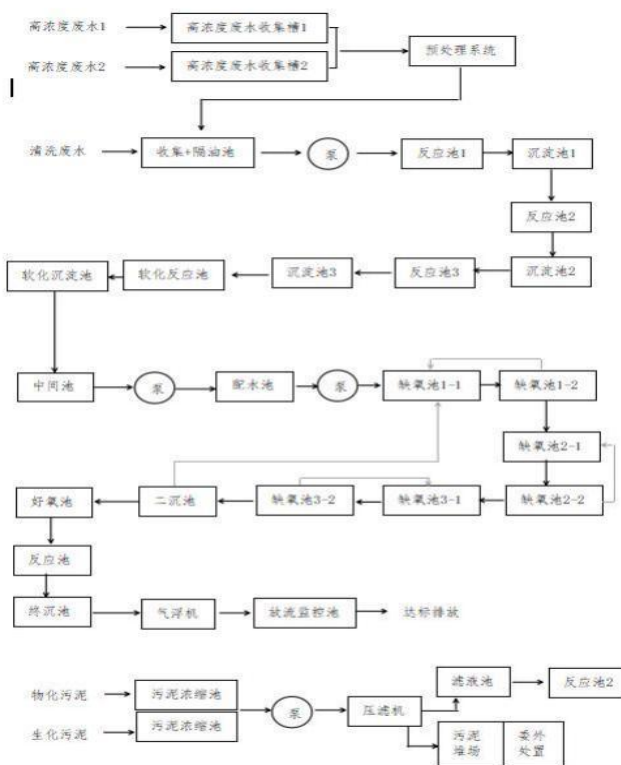 高浓度废水1
高浓度废水收集槽1
高浓度废水2
高浓度废水收集槽2
预处理系统
清洗废水
收集+隔油池
泵
反应池1
沉淀池1
反应池2
软化沉淀池
软化反应池
沉淀池3
反应池3
沉淀池2
中间池
泵
配水池
泵
缺氧池1-1
缺氧池1-2
缺氧池2-1
好氧池
二沉池
缺氧池3-2
缺氧池3-1
缺氧池2-2
反应池
终沉池
气浮机
放流监控池
达标排放
物化污泥
污泥浓缩池
生化污泥
污泥浓缩池
泵
压滤机
滤液池
反应池2
污泥
堆场
委外
处置